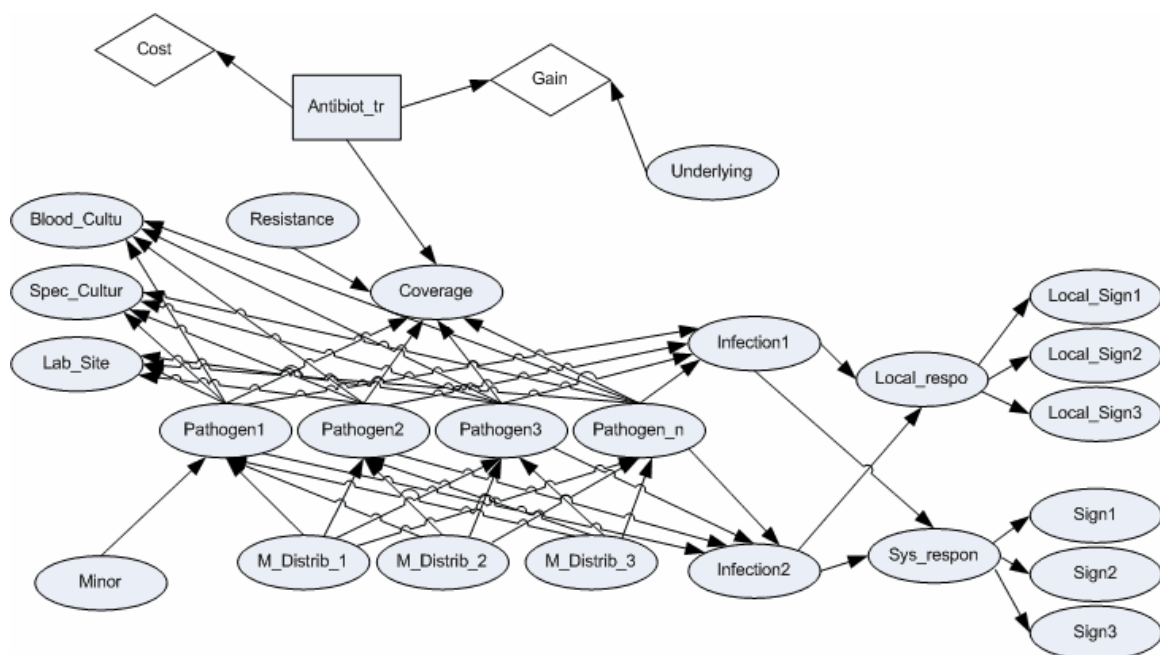 Cost
Gain
Antibiot_tr
Underlying
Blood_Cultu
Resistance
Spec_Cultur
Coverage
Local_Sign1
Infection1
Local_Sign2
Lab_Site
Local_respo
Local_Sign3
Pathogen1
Pathogen2
Pathogen3
Pathogen_n
Sign1
M_Distrib_1
M_Distrib_2
M_Distrib_3
Sys_respon
Minor
Infection2
Sign2
Sign3